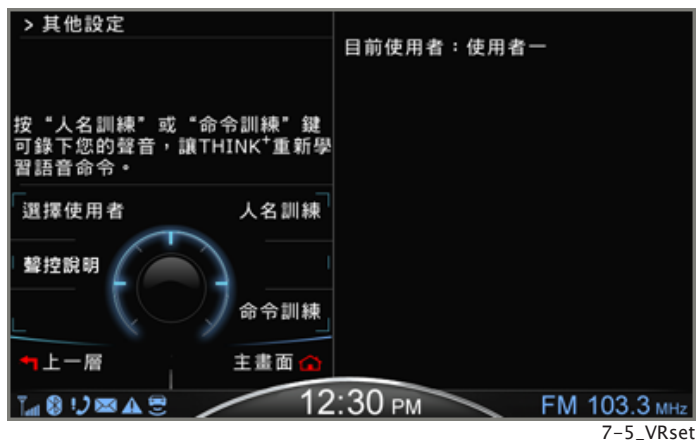 > 其他設定
目前使用者：使用者一
按“人名訓練”或“命令訓練”鍵
可錄下您的聲音，讓THINK⁺重新學
習語音命令。
選擇使用者
人名訓練
聲控說明
命令訓練
上一層
主畫面
12:30 PM
FM 103.3 MHz
7-5_VRset